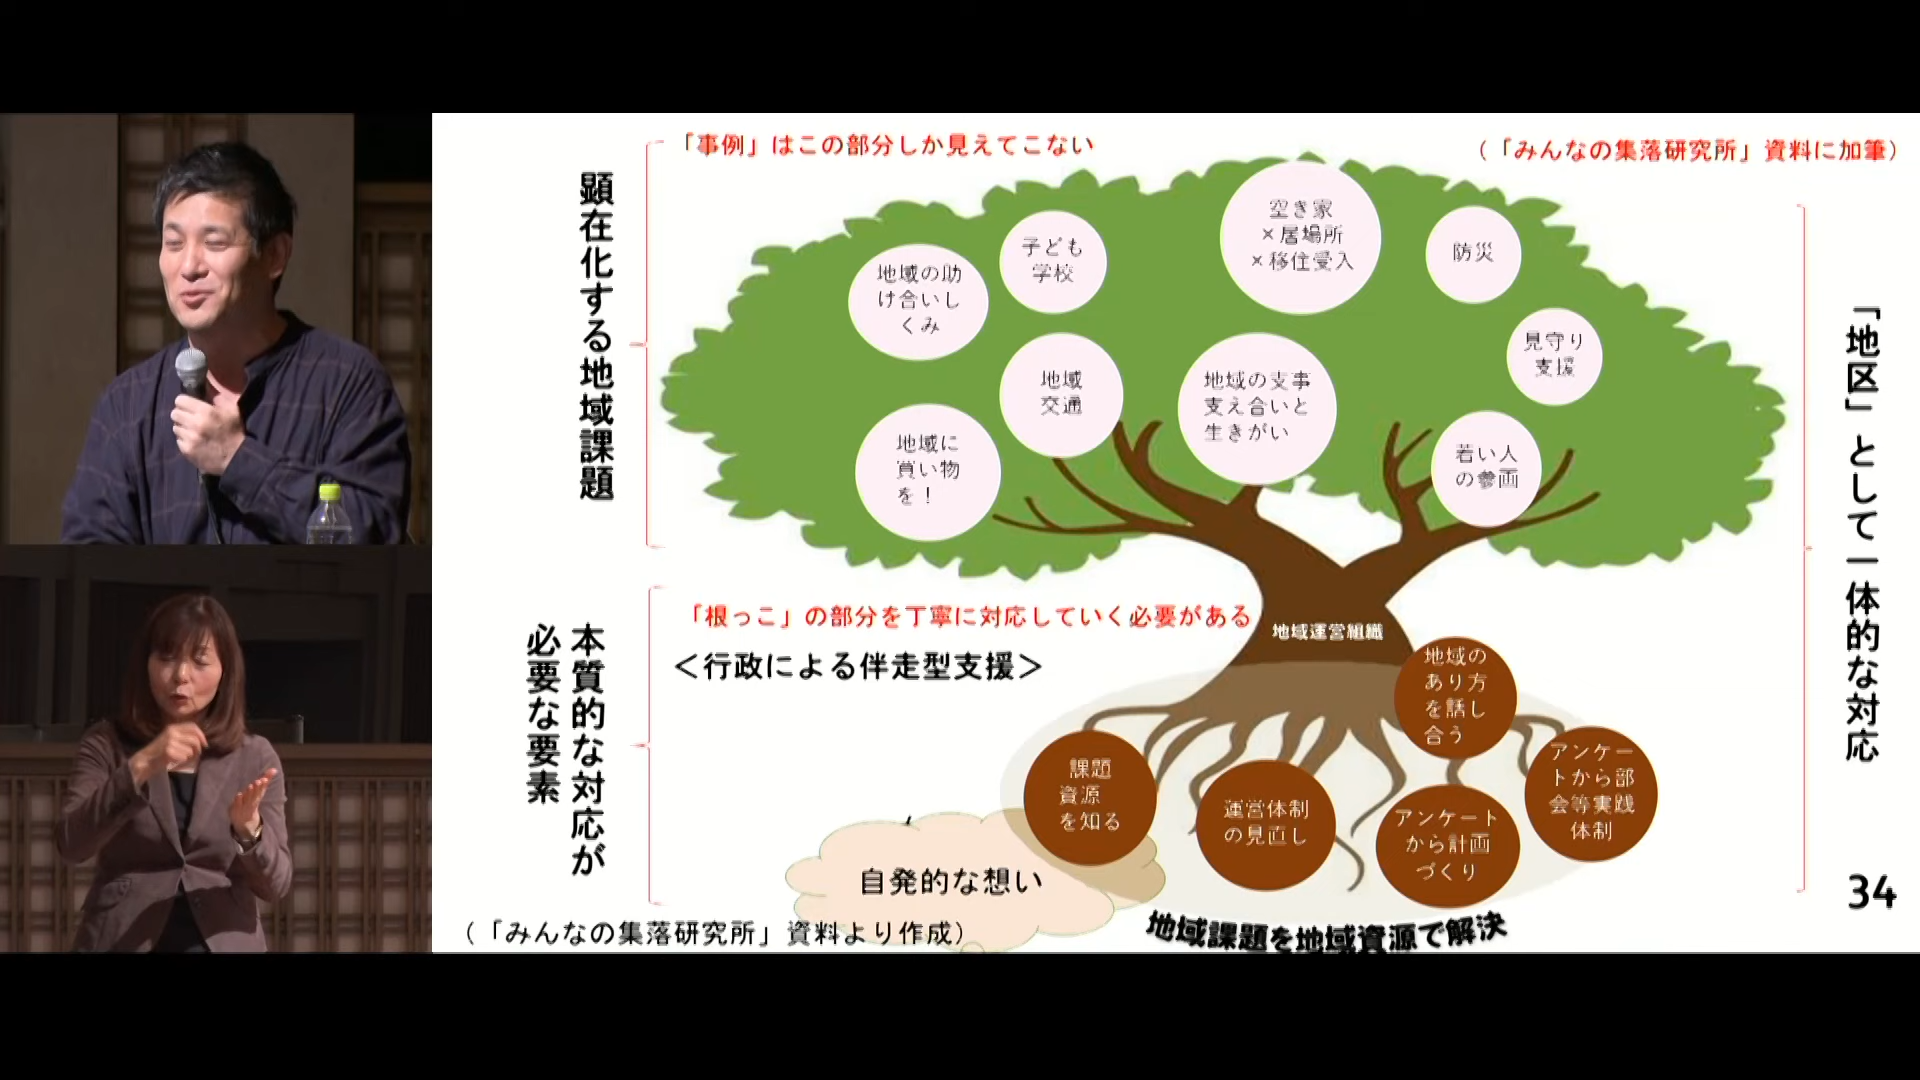 「事例」はこの部分しか見えてこない
（「みんなの集落研究所」資料に加筆）
顕在化する地域課題
地域の助
け合いし
くみ
子ども
学校
空き家
×居場所
×移住受入
防災
見守り
支援
地域
交通
地域の支事
支え合いと
生きがい
地域に
買い物
を！
若い人
の参画
「地区」として一体的な対応
「根っこ」の部分を丁寧に対応していく必要がある
＜行政による伴走型支援＞
本質的な対応が
必要な要素
地域運営組織
地域の
あり方
を話し
合う
課題
資源
を知る
運営体制
の見直し
アンケート
から計画
づくり
アンケー
トから部
会等実践
体制
自発的な想い
地域課題を地域資源で解決
（「みんなの集落研究所」資料より作成）
34